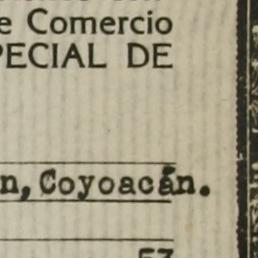 e Comercio
PECIAL DE
n, Coyoacán.